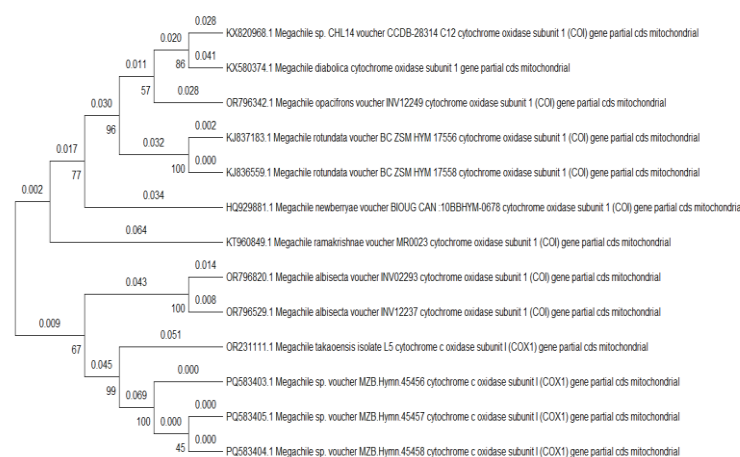 0.028
KX820968.1 Megachile sp. CHL14 voucher CCDB-28314 C12 cytochrome oxidase subunit 1 (COI) gene partial cds mitochondrial
0.020
86
0.041
KX580374.1 Megachile diabolica cytochrome oxidase subunit 1 gene partial cds mitochondrial
0.011
57
0.028
OR796342.1 Megachile opacifrons voucher INV12249 cytochrome oxidase subunit 1 (COI) gene partial cds mitochondrial
0.030
96
0.002
KJ837183.1 Megachile rotundata voucher BC ZSM HYM 17556 cytochrome oxidase subunit 1 (COI) gene partial cds mitochondrial
0.032
100
0.000
KJ836559.1 Megachile rotundata voucher BC ZSM HYM 17558 cytochrome oxidase subunit 1 (COI) gene partial cds mitochondrial
0.017
77
0.034
HQ929881.1 Megachile newberryae voucher BIOUG CAN :10BBHYM-0678 cytochrome oxidase subunit 1 (COI) gene partial cds mitochondria
0.002
0.064
KT960849.1 Megachile ramakrishnae voucher MR0023 cytochrome oxidase subunit 1 (COI) gene partial cds mitochondrial
0.014
OR796820.1 Megachile albisecta voucher INV02293 cytochrome oxidase subunit 1 (COI) gene partial cds mitochondrial
0.043
100
0.008
OR796529.1 Megachile albisecta voucher INV12237 cytochrome oxidase subunit 1 (COI) gene partial cds mitochondrial
0.009
67
0.051
OR231111.1 Megachile takaoensis isolate L5 cytochrome c oxidase subunit I (COX1) gene partial cds mitochondrial
0.045
99
0.000
PQ583403.1 Megachile sp. voucher MZB.Hymn.45456 cytochrome c oxidase subunit I (COX1) gene partial cds mitochondrial
0.069
100
0.000
PQ583405.1 Megachile sp. voucher MZB.Hymn.45457 cytochrome c oxidase subunit I (COX1) gene partial cds mitochondrial
0.000
45
0.000
PQ583404.1 Megachile sp. voucher MZB.Hymn.45458 cytochrome c oxidase subunit I (COX1) gene partial cds mitochondrial